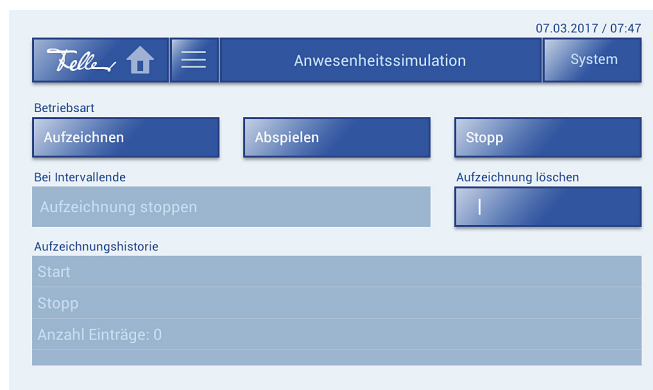 07.03.2017 / 07:47
Feller
Anwesenheitssimulation
System
Betriebsart
Aufzeichnen
Abspielen
Stopp
Bei Intervallende
Aufzeichnung löschen
Aufzeichnung stoppen
|
Aufzeichnungshistorie
Start
Stopp
Anzahl Einträge: 0